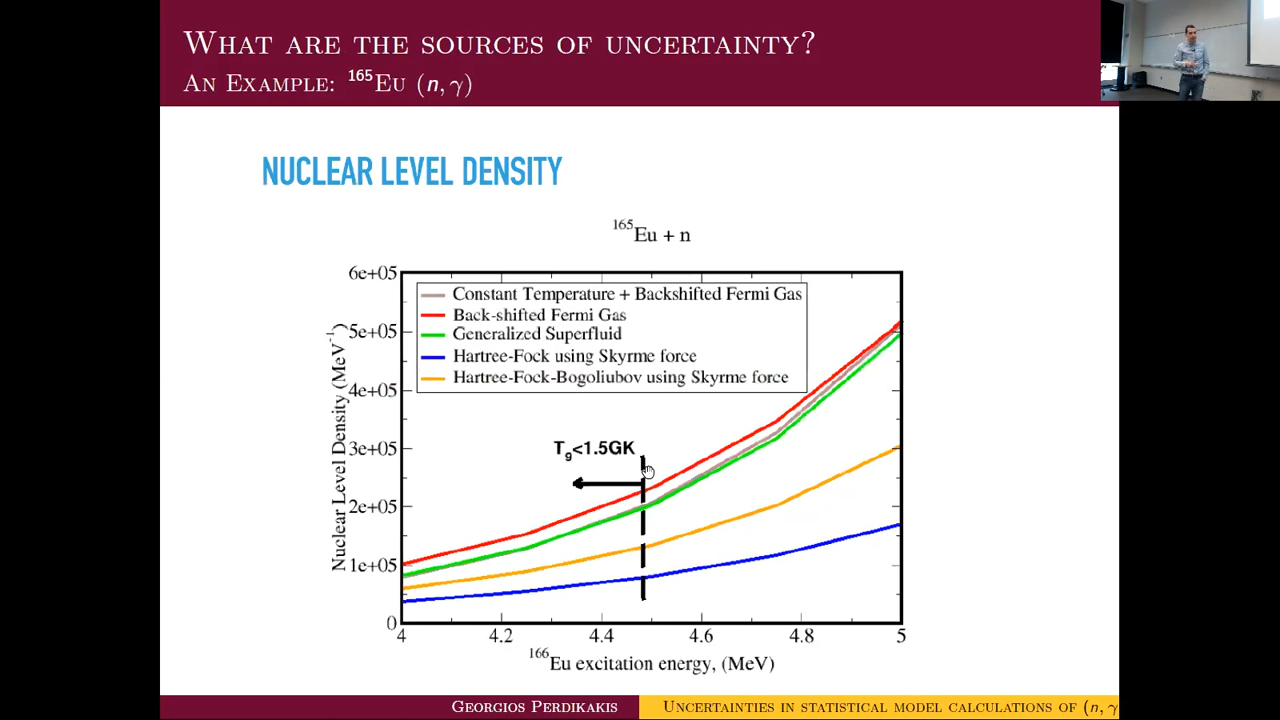 WHAT ARE THE SOURCES OF UNCERTAINTY?
AN EXAMPLE: ¹⁶⁵EU (n, γ)
NUCLEAR LEVEL DENSITY
¹⁶⁵Eu + n
6e+05
5e+05
4e+05
3e+05
2e+05
1e+05
0
Nuclear Level Density (MeV⁻¹)
Constant Temperature + Backshifted Fermi Gas
Back-shifted Fermi Gas
Generalized Superfluid
Hartree-Fock using Skyrme force
Hartree-Fock-Bogoliubov using Skyrme force
T₉<1.5GK
4 4.2 4.4 4.6 4.8 5
¹⁶⁶Eu excitation energy, (MeV)
GEORGIOS PERDIKAKIS
UNCERTAINTIES IN STATISTICAL MODEL CALCULATIONS OF (n, γ